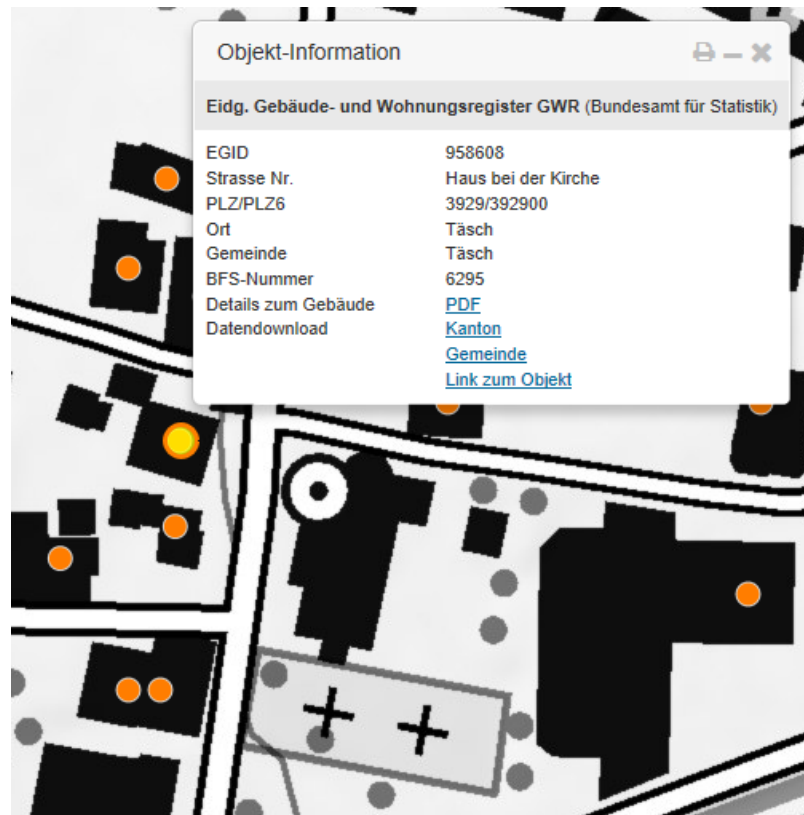 Objekt-Information
Eidg. Gebäude- und Wohnungsregister GWR (Bundesamt für Statistik)
EGID 958608
Strasse Nr. Haus bei der Kirche
PLZ/PLZ6 3929/392900
Ort Täsch
Gemeinde Täsch
BFS-Nummer 6295
Details zum Gebäude PDF
Datendownload Kanton
Gemeinde
Link zum Objekt